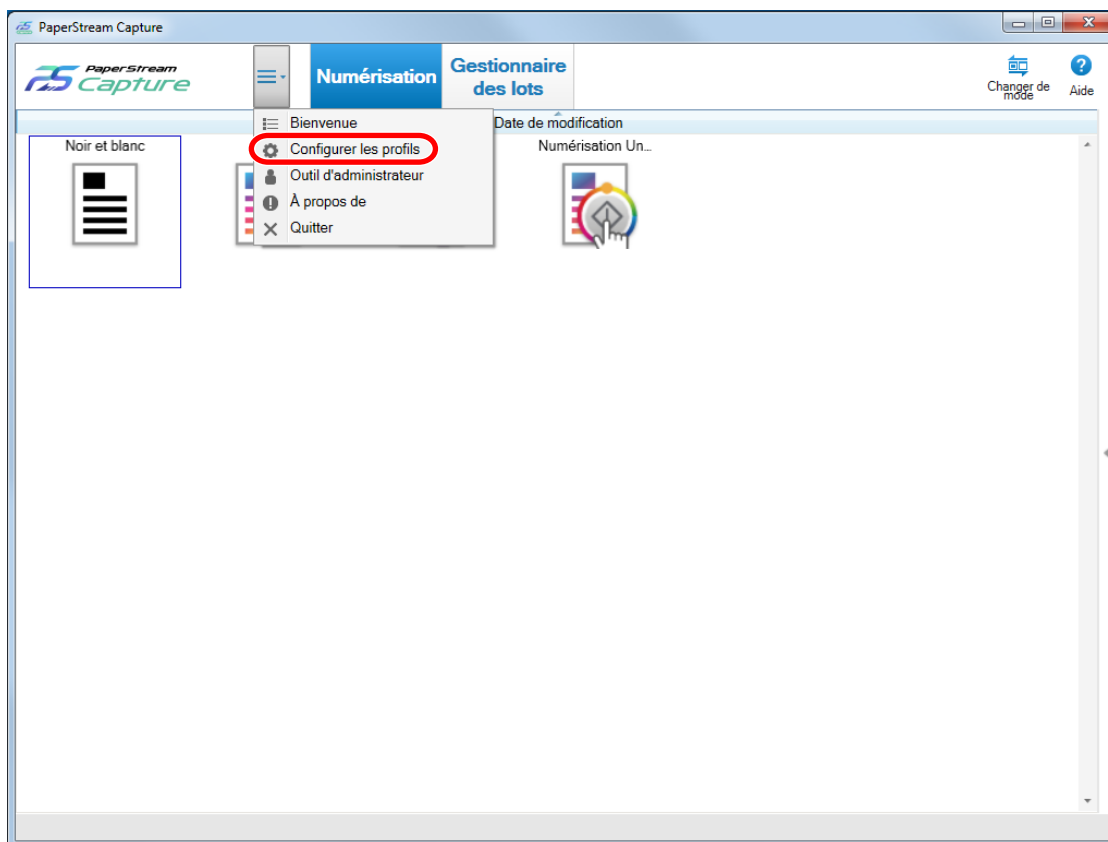 PaperStream Capture
PaperStream
Capture
Numérisation
Gestionnaire
des lots
Changer de
mode
Aide
Date de modification
Bienvenue
Configurer les profils
Outil d'administrateur
À propos de
Quitter
Noir et blanc
Numérisation Un...